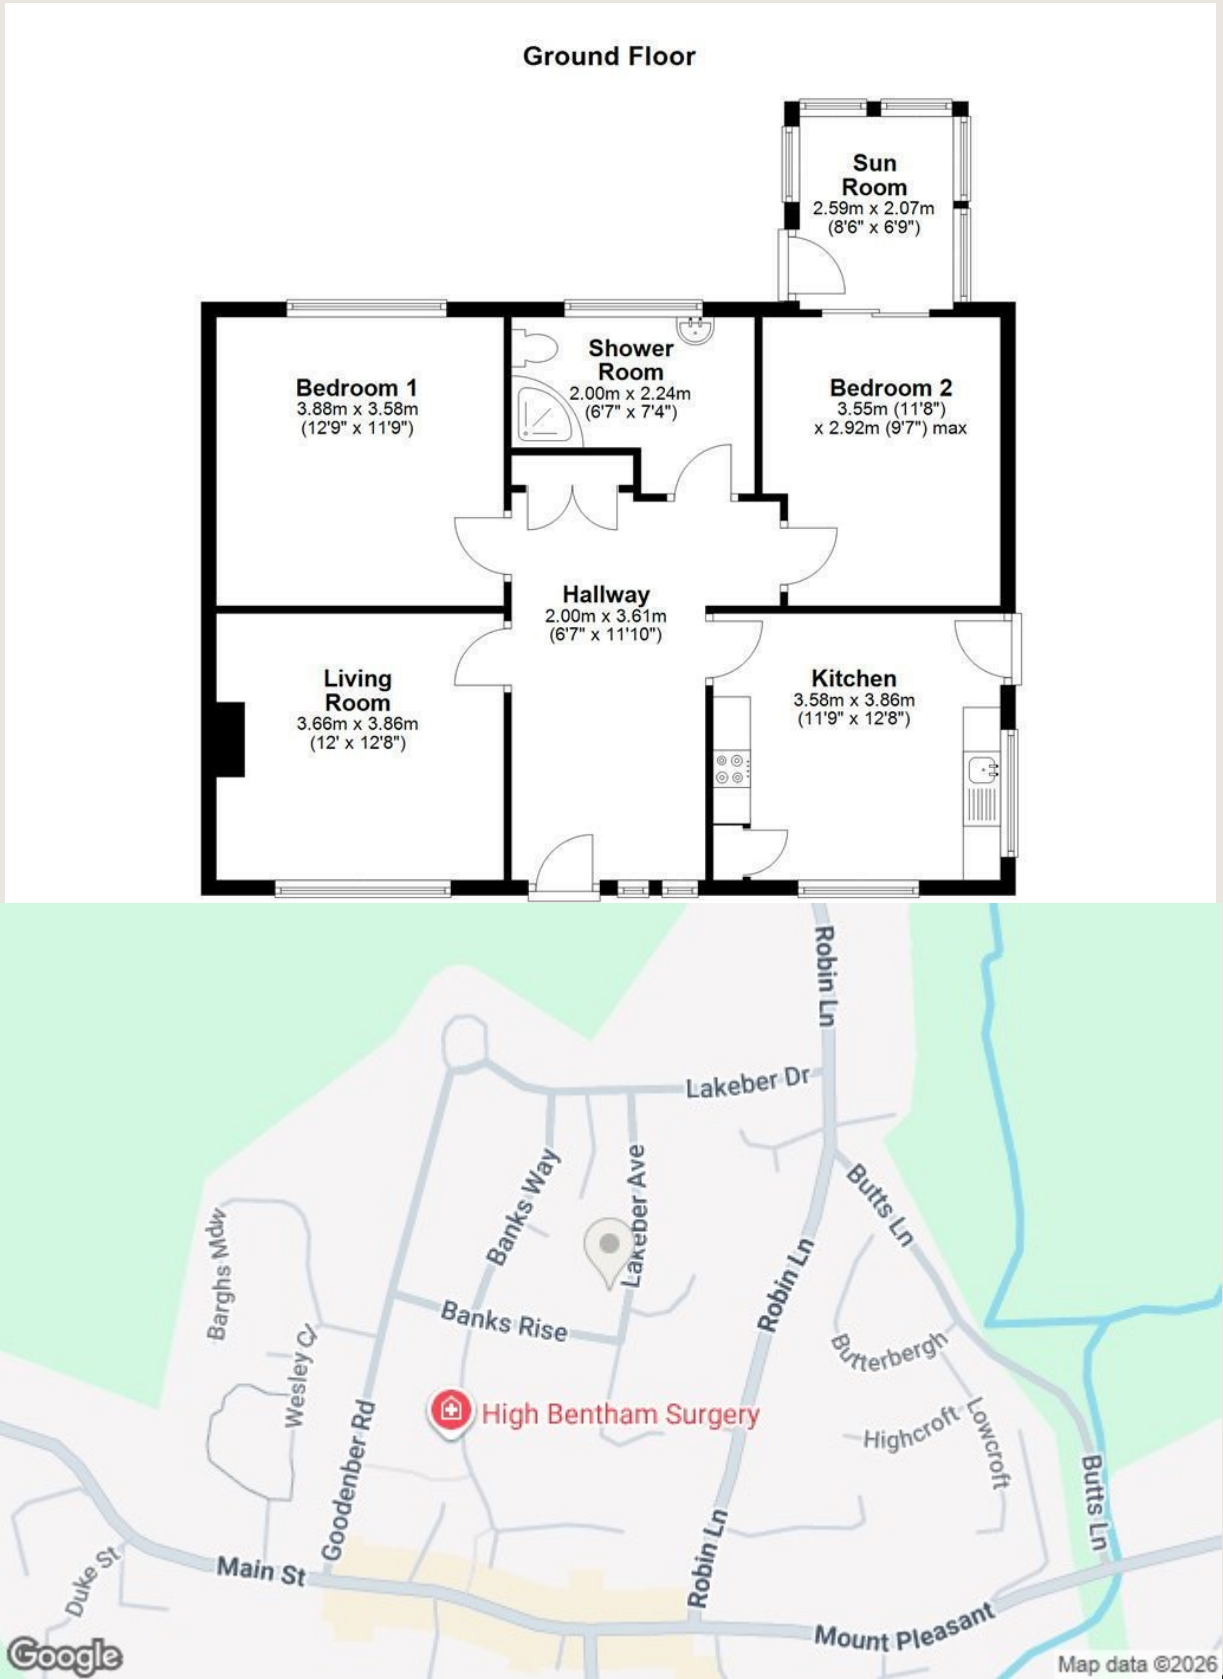 Ground Floor
Sun
Room
2.59m x 2.07m
(8'6" x 6'9")
Bedroom 1
3.88m x 3.58m
(12'9" x 11'9")
Shower
Room
2.00m x 2.24m
(6'7" x 7'4")
Bedroom 2
3.55m (11'8")
x 2.92m (9'7") max
Hallway
2.00m x 3.61m
(6'7" x 11'10")
Living
Room
3.66m x 3.86m
(12' x 12'8")
Kitchen
3.58m x 3.86m
(11'9" x 12'8")
Robin Ln
Lakeber Dr
Banks Way
Lakeber Ave
Butts Ln
Barghs Mdw
Robin Ln
Banks Rise
Wesley Cl
Butterbergh
High Bentham Surgery
Highcroft
Lowcroft
Goodenber Rd
Butts Ln
Duke St
Main St
Robin Ln
Mount Pleasant
Google
Map data ©2026